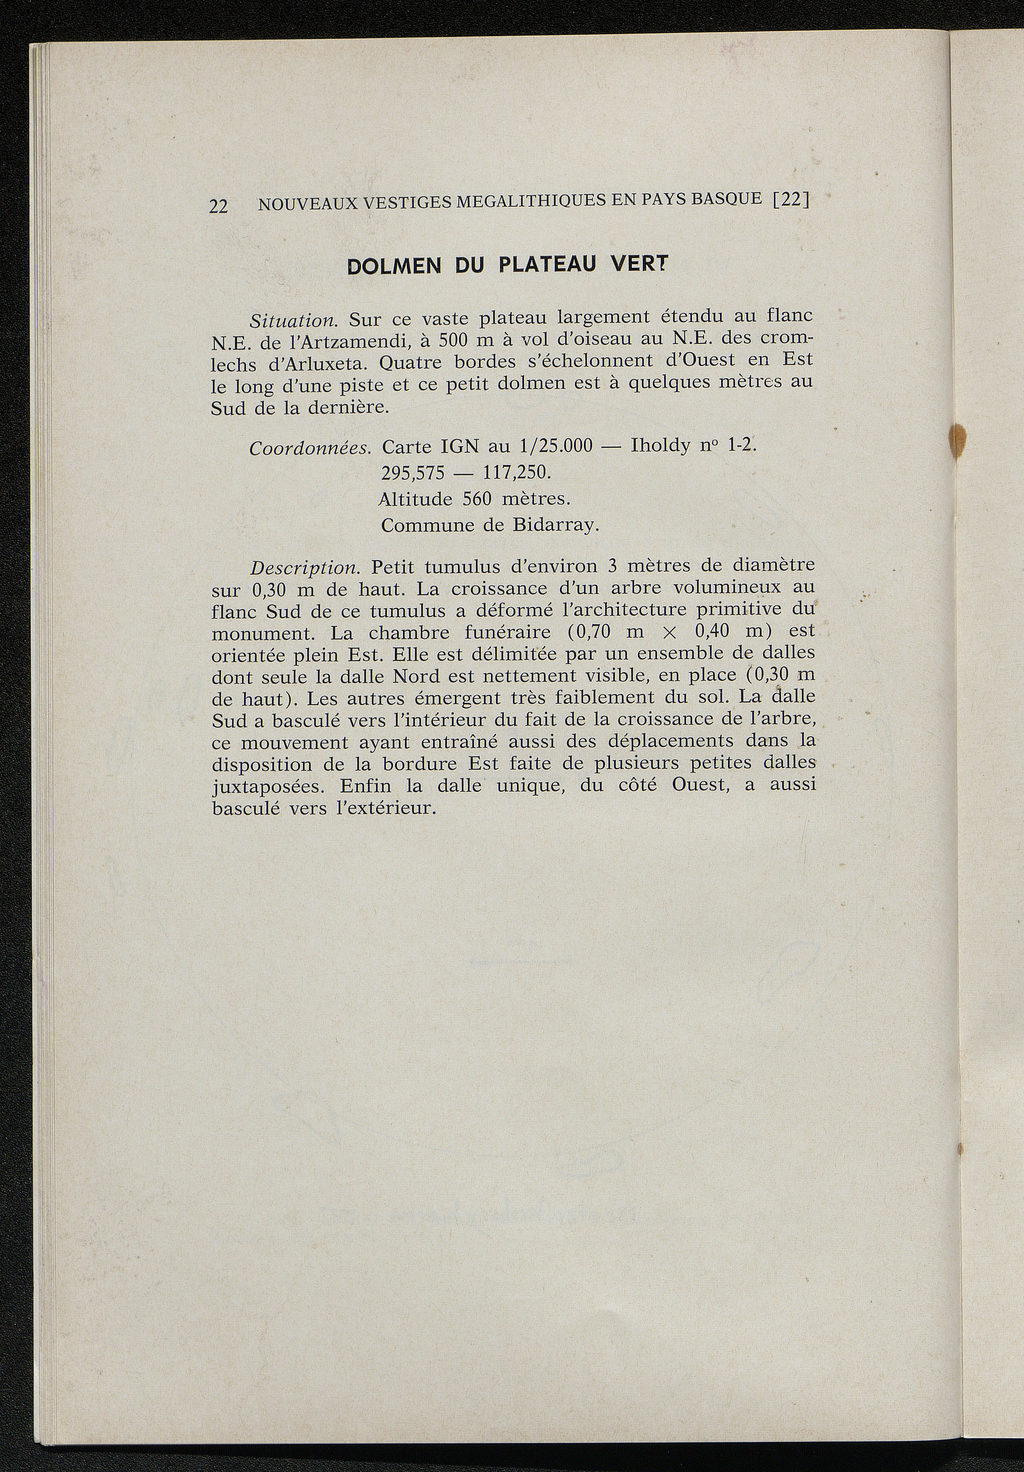 22 NOUVEAUX VESTIGES MEGALITHIQUES EN PAYS BASQUE [22]
DOLMEN DU PLATEAU VERT
Situation. Sur ce vaste plateau largement étendu au flanc
N.E. de l'Artzamendi, à 500 m à vol d'oiseau au N.E. des crom-
lechs d'Arluxeta. Quatre bordes s'échelonnent d'Ouest en Est
le long d'une piste et ce petit dolmen est à quelques mètres au
Sud de la dernière.
Coordonnées. Carte IGN au 1/25.000 — Iholdy nº 1-2.
295,575 — 117,250.
Altitude 560 mètres.
Commune de Bidarray.
Description. Petit tumulus d'environ 3 mètres de diamètre
sur 0,30 m de haut. La croissance d'un arbre volumineux au
flanc Sud de ce tumulus a déformé l'architecture primitive du
monument. La chambre funéraire (0,70 m × 0,40 m) est
orientée plein Est. Elle est délimitée par un ensemble de dalles
dont seule la dalle Nord est nettement visible, en place (0,30 m
de haut). Les autres émergent très faiblement du sol. La dalle
Sud a basculé vers l'intérieur du fait de la croissance de l'arbre,
ce mouvement ayant entraîné aussi des déplacements dans la
disposition de la bordure Est faite de plusieurs petites dalles
juxtaposées. Enfin la dalle unique, du côté Ouest, a aussi
basculé vers l'extérieur.